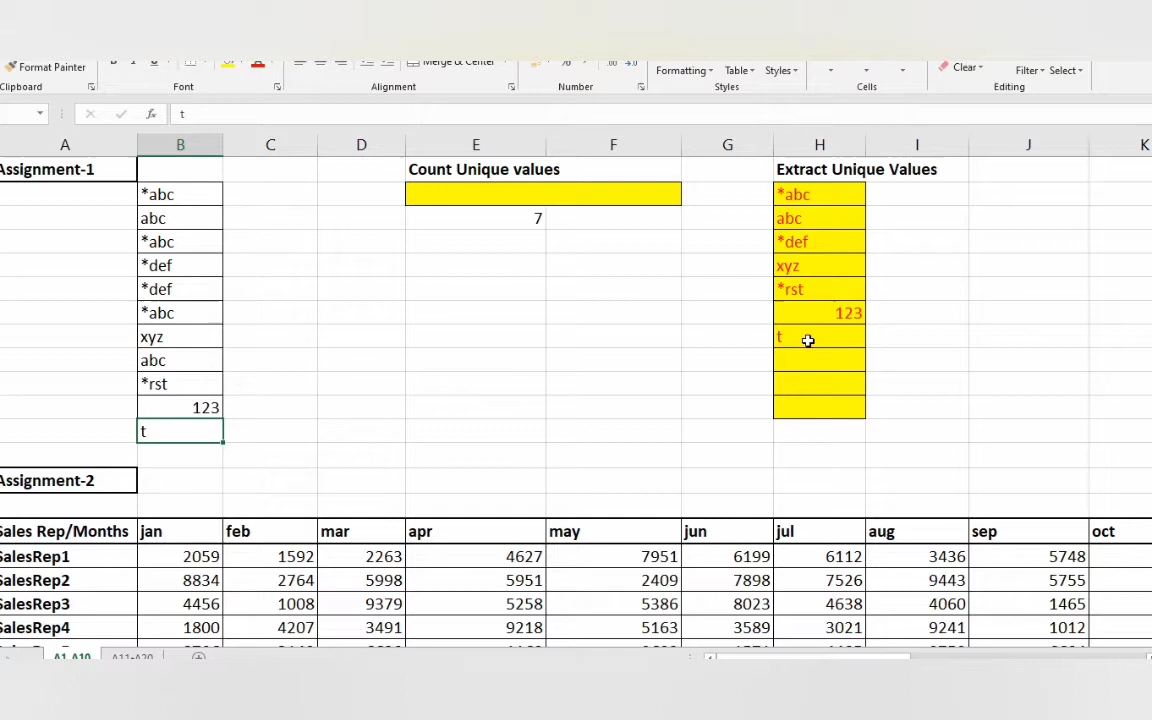 Format Painter Merge & Center Clear
Formatting Table Styles Filter Select
Clipboard Font Alignment Number Styles Cells Editing
fx t
A B C D E F G H I J K
Assignment-1 Count Unique values Extract Unique Values
*abc *abc
abc 7 abc
*abc *def
*def xyz
*def *rst
*abc 123
xyz t
abc
*rst
123
t
Assignment-2
Sales Rep/Months jan feb mar apr may jun jul aug sep oct
SalesRep1 2059 1592 2263 4627 7951 6199 6112 3436 5748
SalesRep2 8834 2764 5998 5951 2409 7898 7526 9443 5755
SalesRep3 4456 1008 9379 5258 5386 8023 4638 4060 1465
SalesRep4 1800 4207 3491 9218 5163 3589 3021 9241 1012
A1-A10 A11-A20